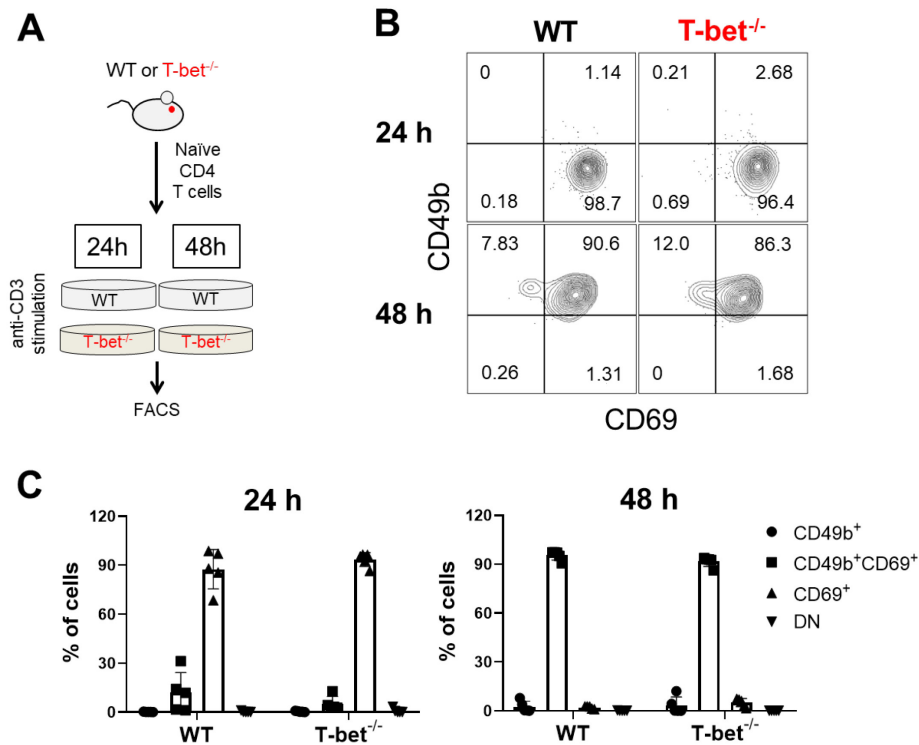 A
WT or T-bet⁻/⁻
Naïve
CD4
T cells
24h
48h
anti-CD3
stimulation
WT
WT
T-bet⁻/⁻
T-bet⁻/⁻
FACS
B
WT
T-bet⁻/⁻
24 h
0
1.14
0.21
2.68
0.18
98.7
0.69
96.4
CD49b
48 h
7.83
90.6
12.0
86.3
0.26
1.31
0
1.68
CD69
C
24 h
% of cells
120
90
60
30
0
WT
T-bet⁻/⁻
48 h
% of cells
120
90
60
30
0
WT
T-bet⁻/⁻
CD49b⁺
CD49b⁺CD69⁺
CD69⁺
DN